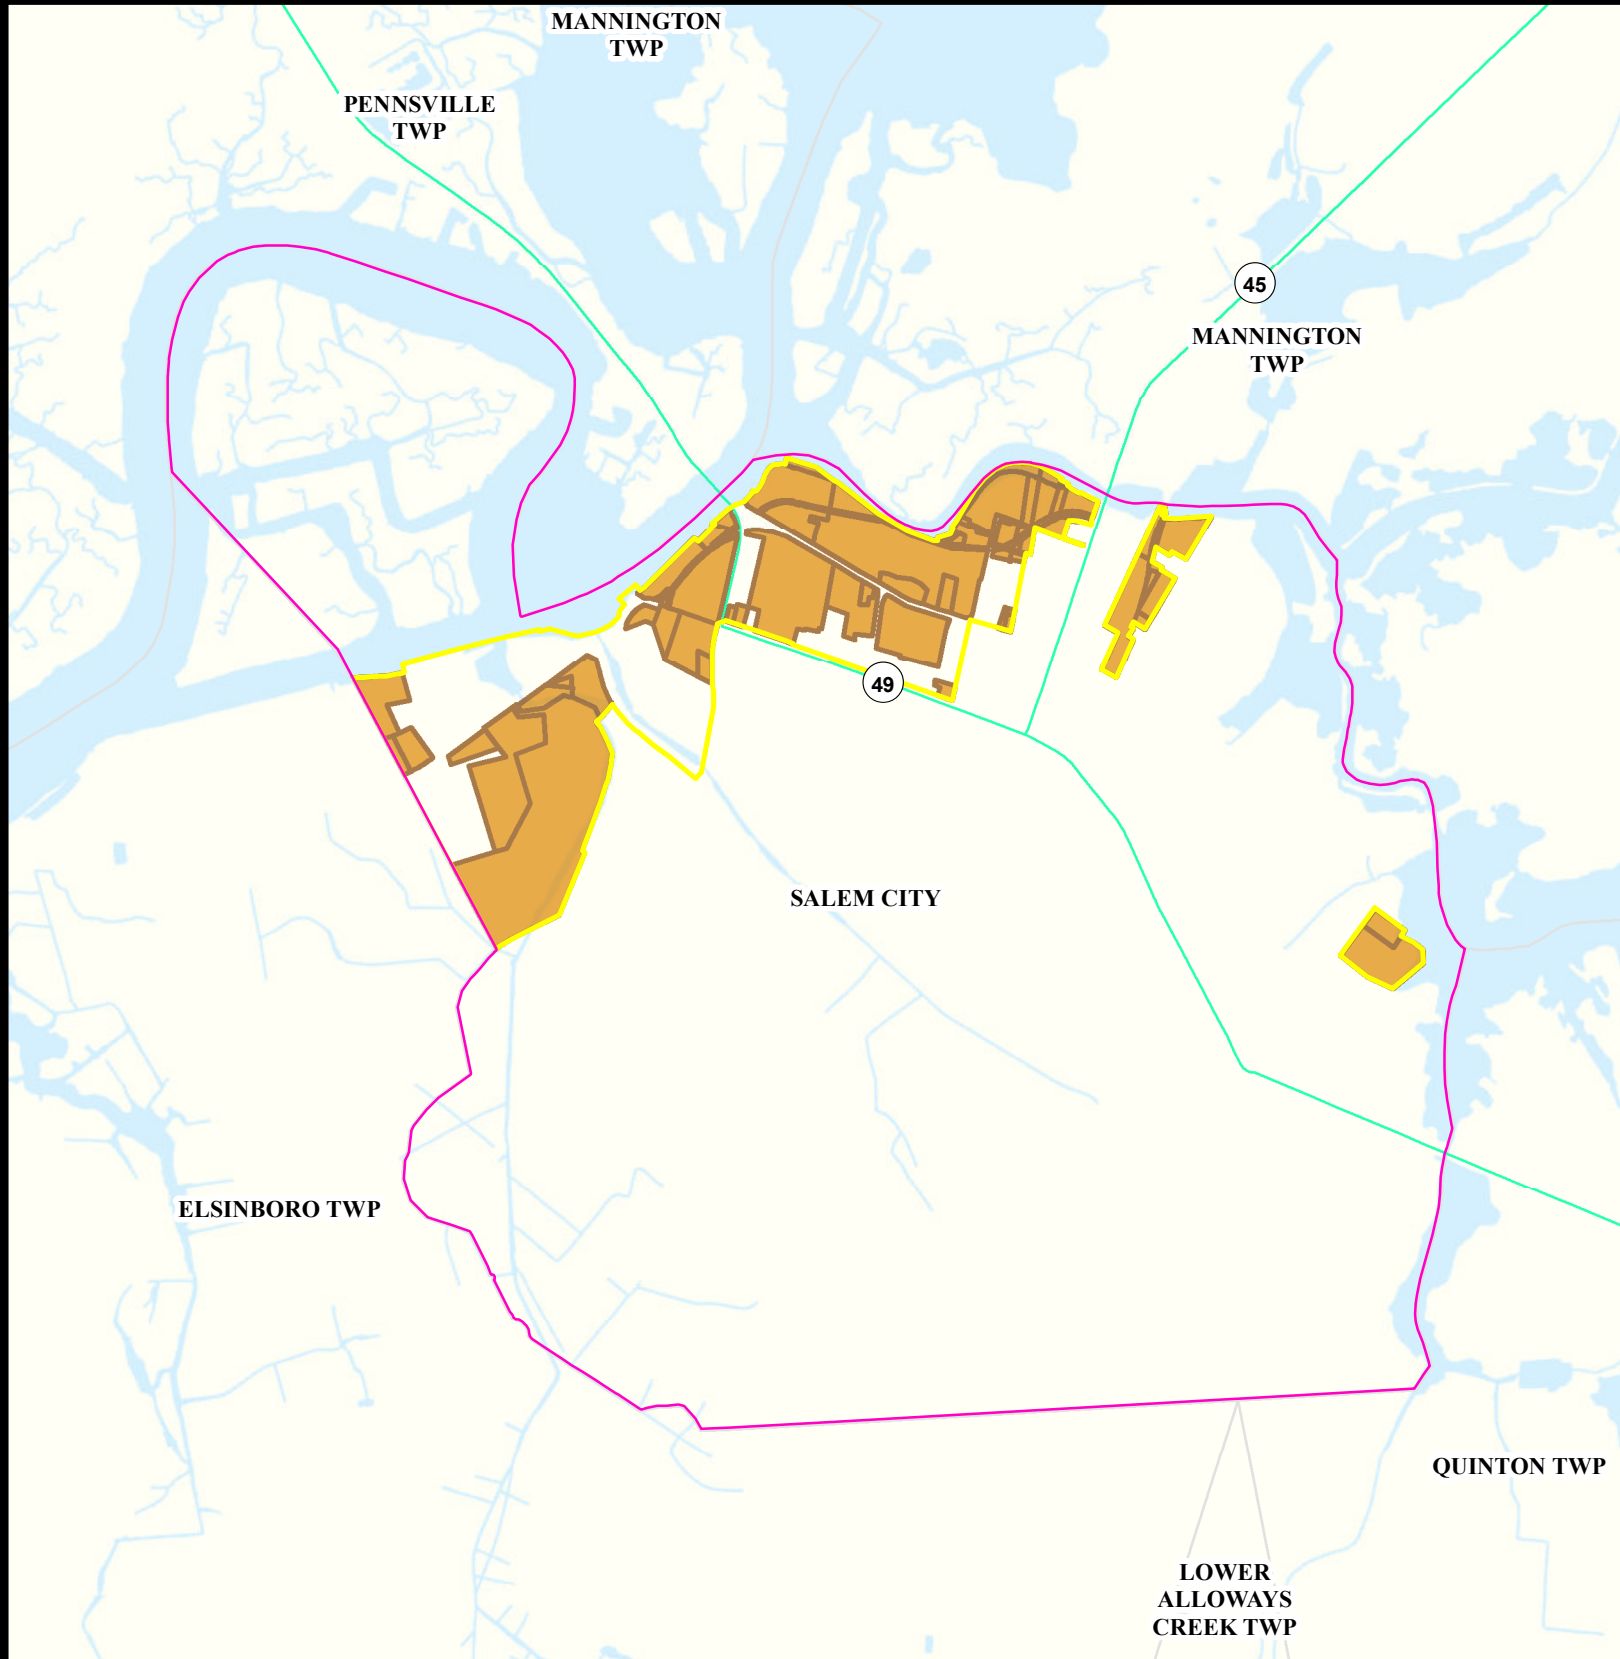 MANNINGTON
TWP
PENNSVILLE
TWP
45
MANNINGTON
TWP
49
SALEM CITY
ELSINBORO TWP
QUINTON TWP
LOWER
ALLOWAYS
CREEK TWP